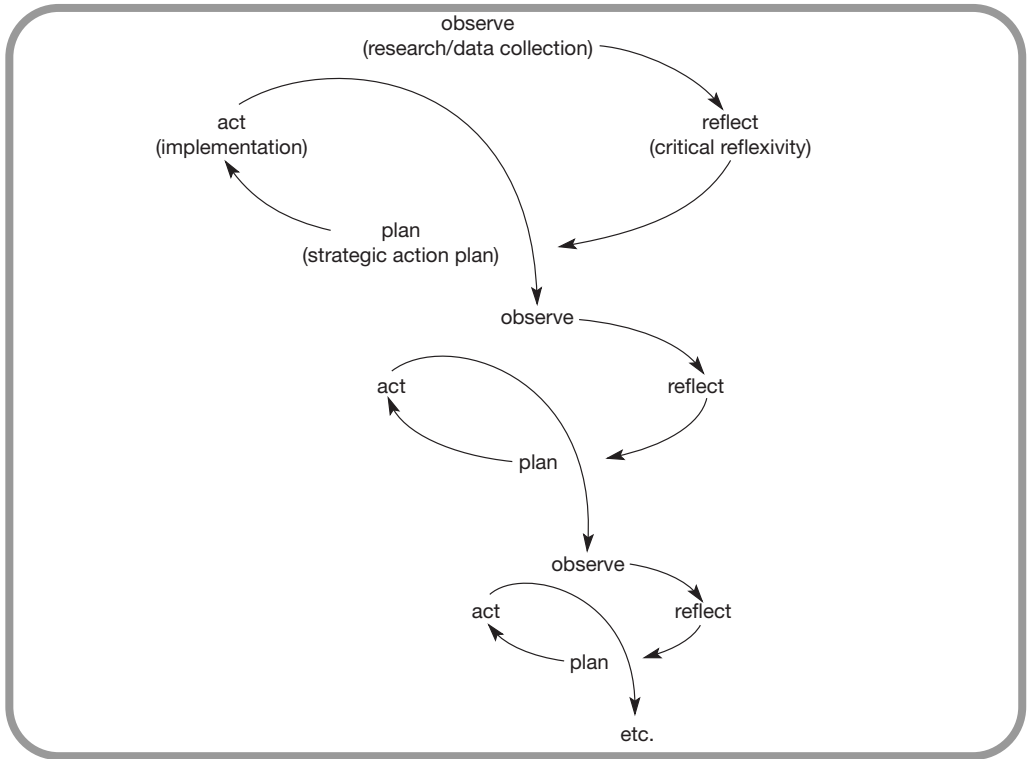 observe
(research/data collection)
act
(implementation)
reflect
(critical reflexivity)
plan
(strategic action plan)
observe
act
reflect
plan
observe
act
reflect
plan
etc.